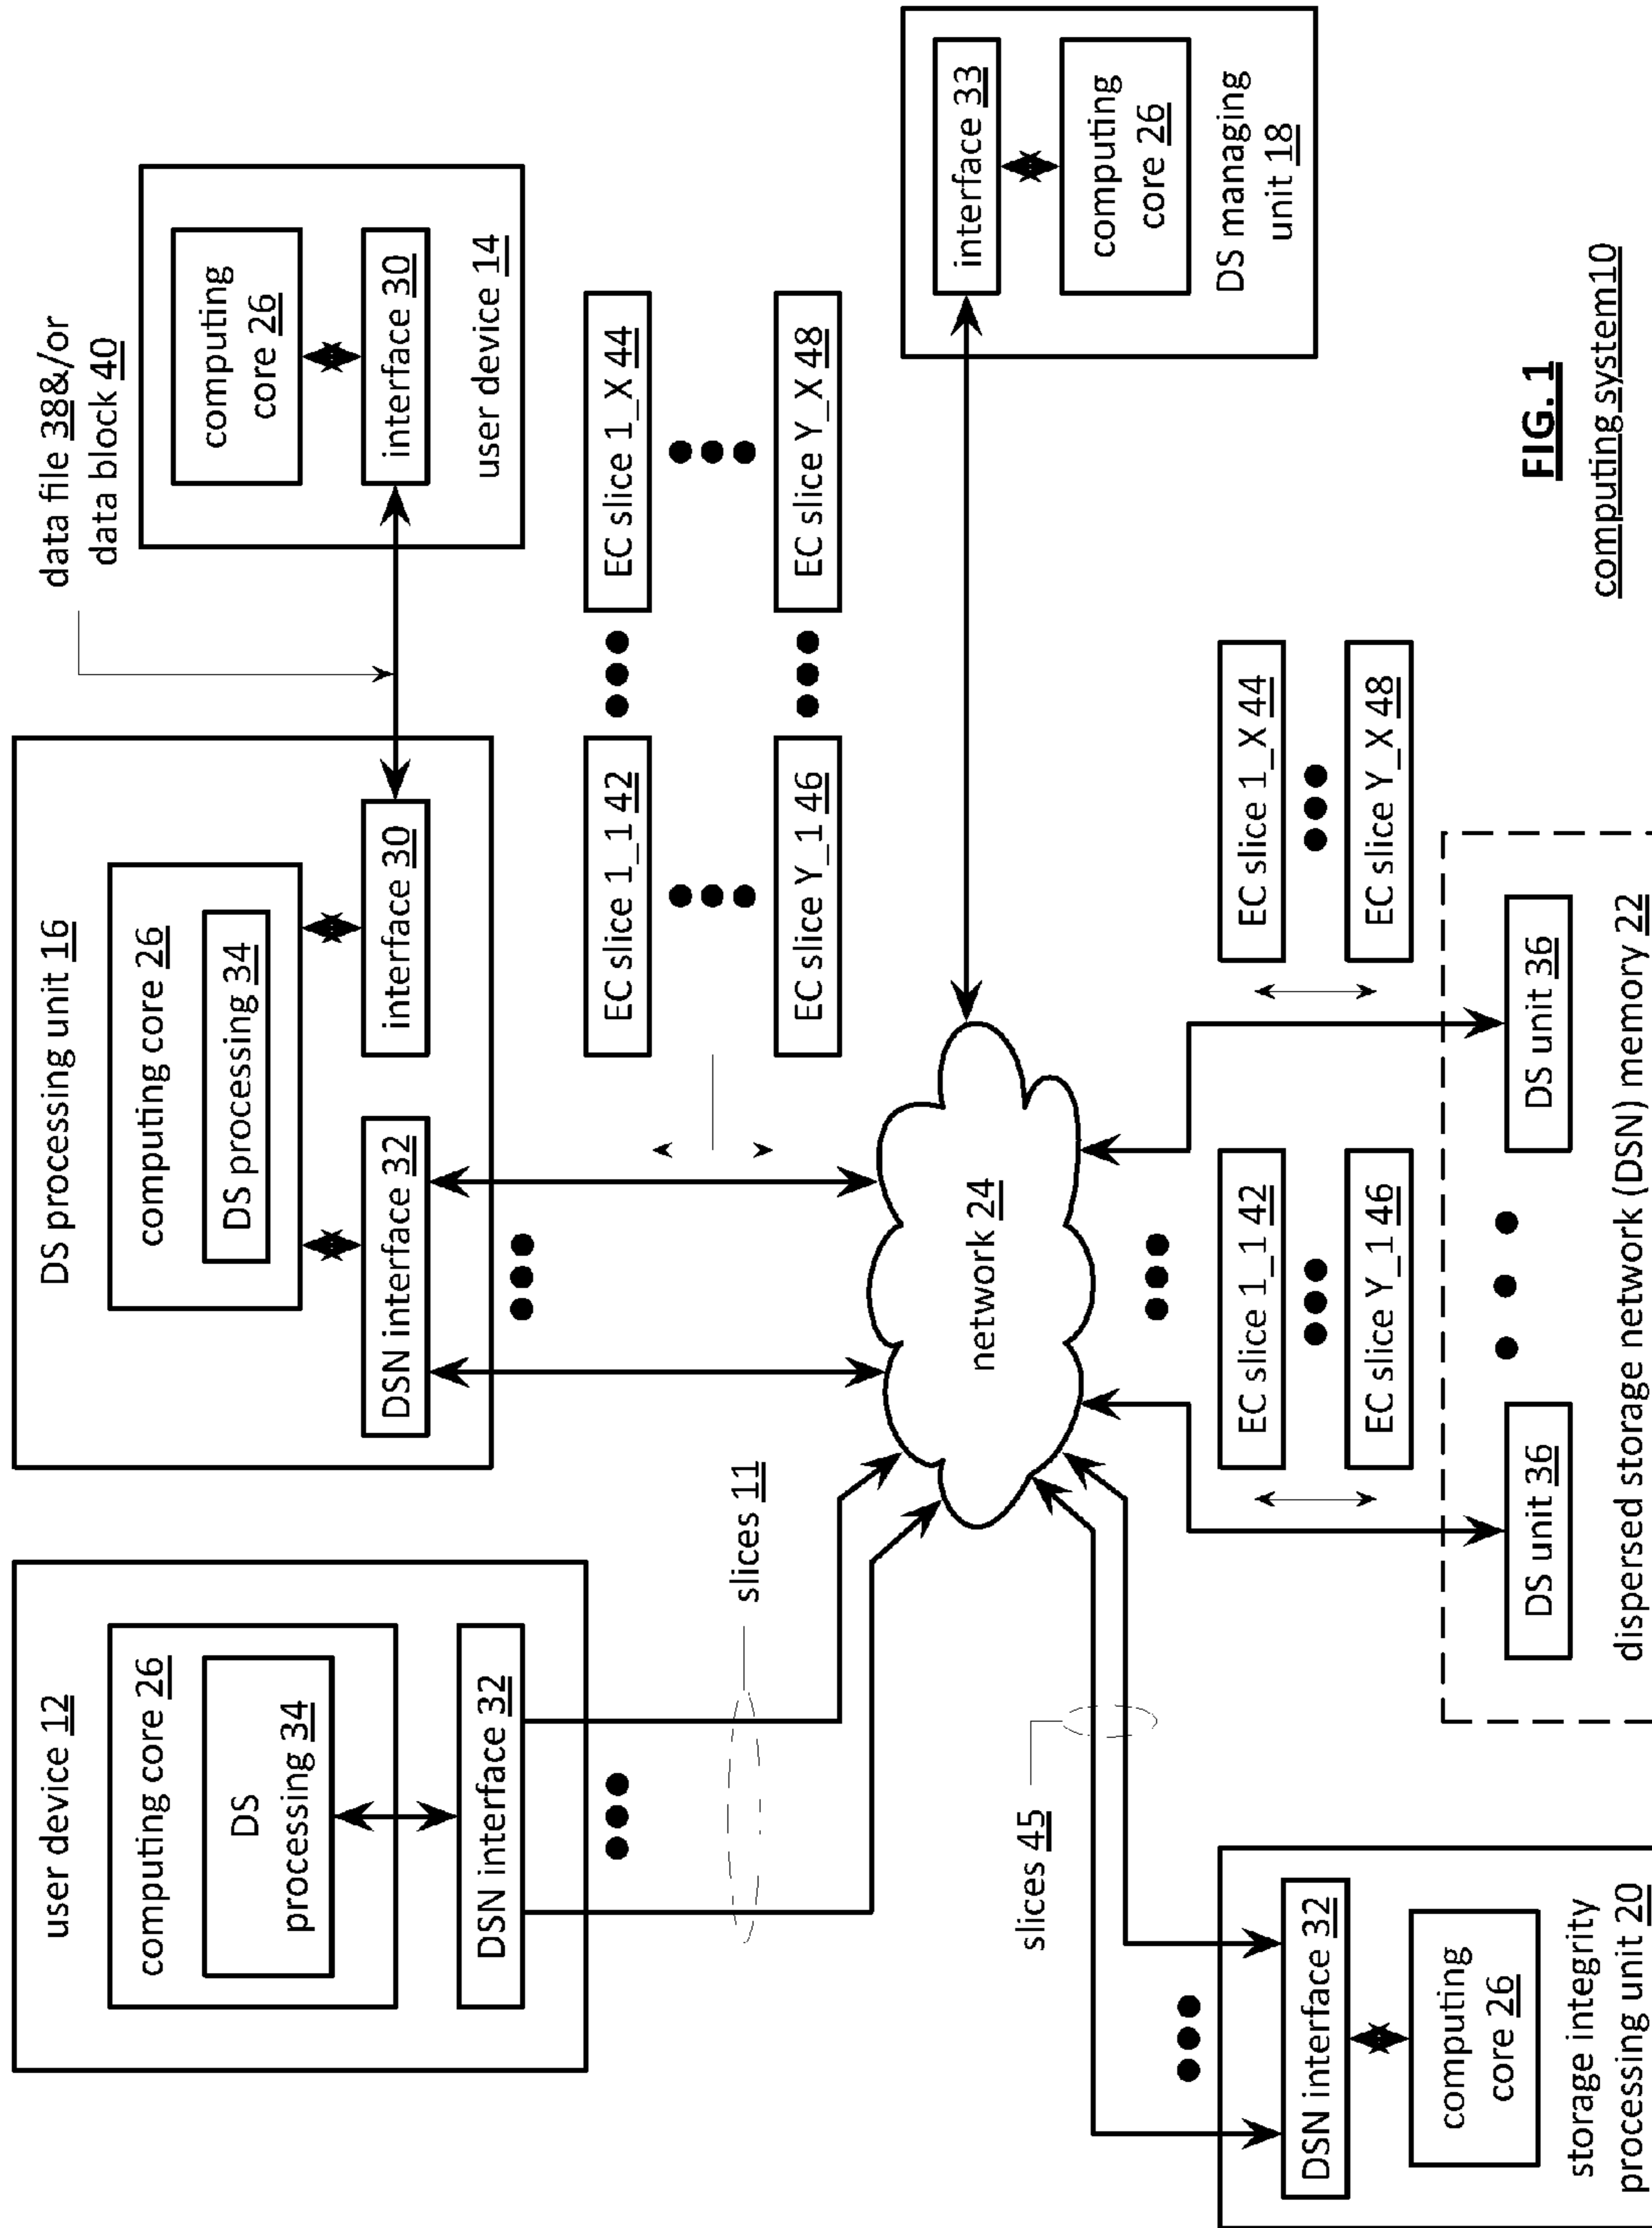 user device 12
computing core 26
DS
processing 34
DSN interface 32
slices 11
DS processing unit 16
computing core 26
DS processing 34
DSN interface 32
interface 30
data file 38&/or
data block 40
computing
core 26
interface 30
user device 14
EC slice 1_1 42
EC slice 1_X 44
EC slice Y_1 46
EC slice Y_X 48
network 24
interface 33
computing
core 26
DS managing
unit 18
slices 45
DSN interface 32
computing
core 26
storage integrity
processing unit 20
EC slice 1_1 42
EC slice Y_1 46
EC slice 1_X 44
EC slice Y_X 48
DS unit 36
DS unit 36
dispersed storage network (DSN) memory 22
FIG. 1
computing system10